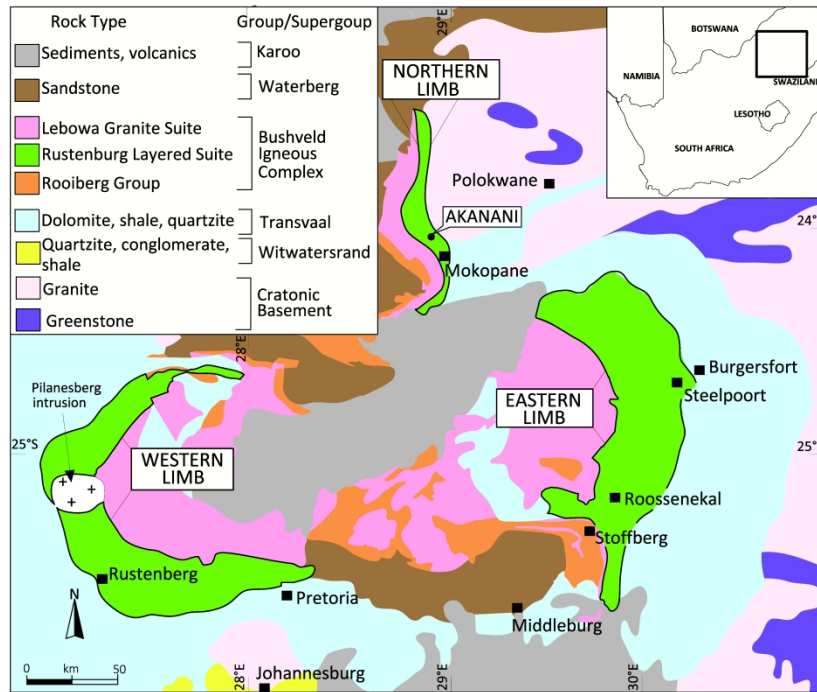 Rock Type
Group/Supergoup
Sediments, volcanics
Karoo
Sandstone
Waterberg
Lebowa Granite Suite
Rustenburg Layered Suite
Rooiberg Group
Bushveld
Igneous
Complex
Dolomite, shale, quartzite
Transvaal
Quartzite, conglomerate,
shale
Witwatersrand
Granite
Greenstone
Cratonic
Basement
29°E
BOTSWANA
NAMIBIA
SWAZILAN
LESOTHO
SOUTH AFRICA
NORTHERN
LIMB
Polokwane
AKANANI
Mokopane
24°
28°E
Pilanesberg
intrusion
Burgersfort
Steelpoort
EASTERN
LIMB
25°S
25°
WESTERN
LIMB
Roossenekal
Stoffberg
Rustenberg
Pretoria
Middleburg
N
0 km 50
28°E
29°E
30°E
Johannesburg